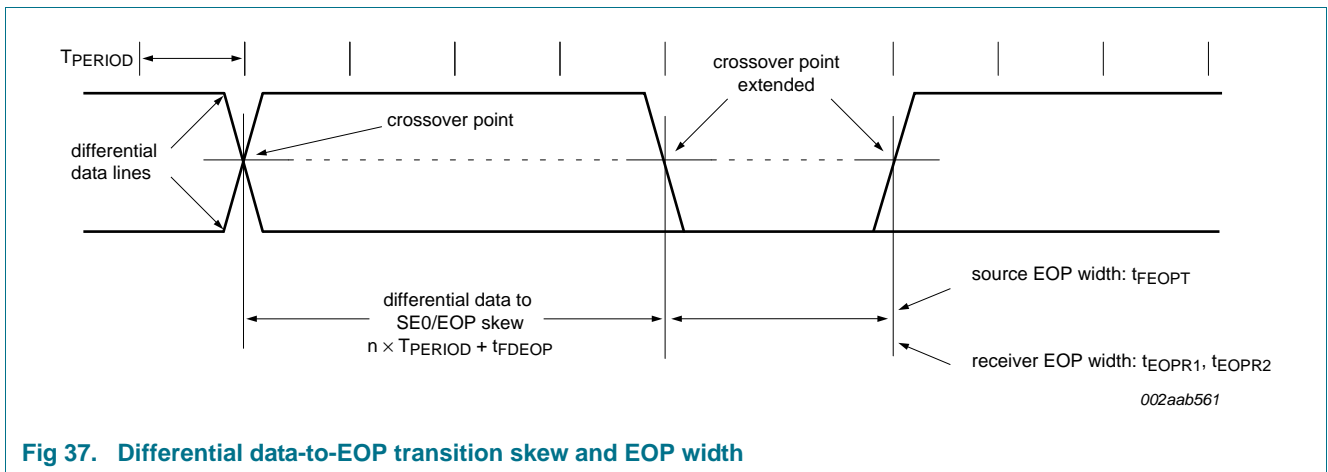 TPERIOD
crossover point
extended
crossover point
differential
data lines
differential data to
SE0/EOP skew
n × TPERIOD + tFDEOP
source EOP width: tFEOPT
receiver EOP width: tEOPR1, tEOPR2
002aab561
Fig 37. Differential data-to-EOP transition skew and EOP width